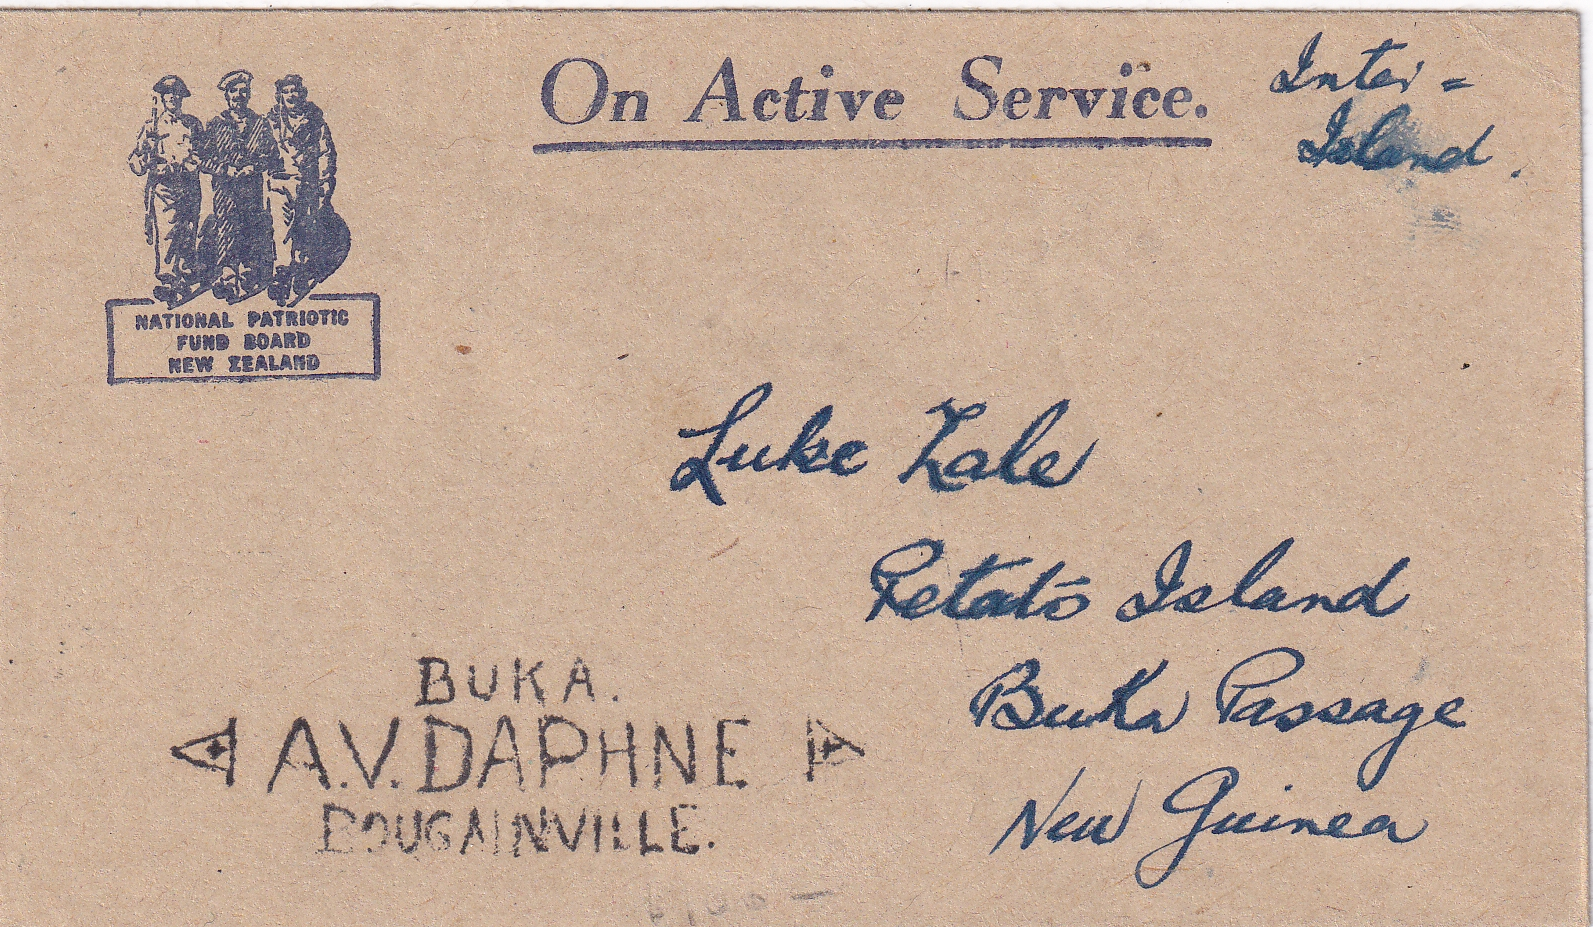 On Active Service.
Inter=
Island.
NATIONAL PATRIOTIC
FUND BOARD
NEW ZEALAND
Luke Zale
Petats Island
Buka Passage
New Guinea
BUKA.
A.V. DAPHNE
BOUGAINVILLE.